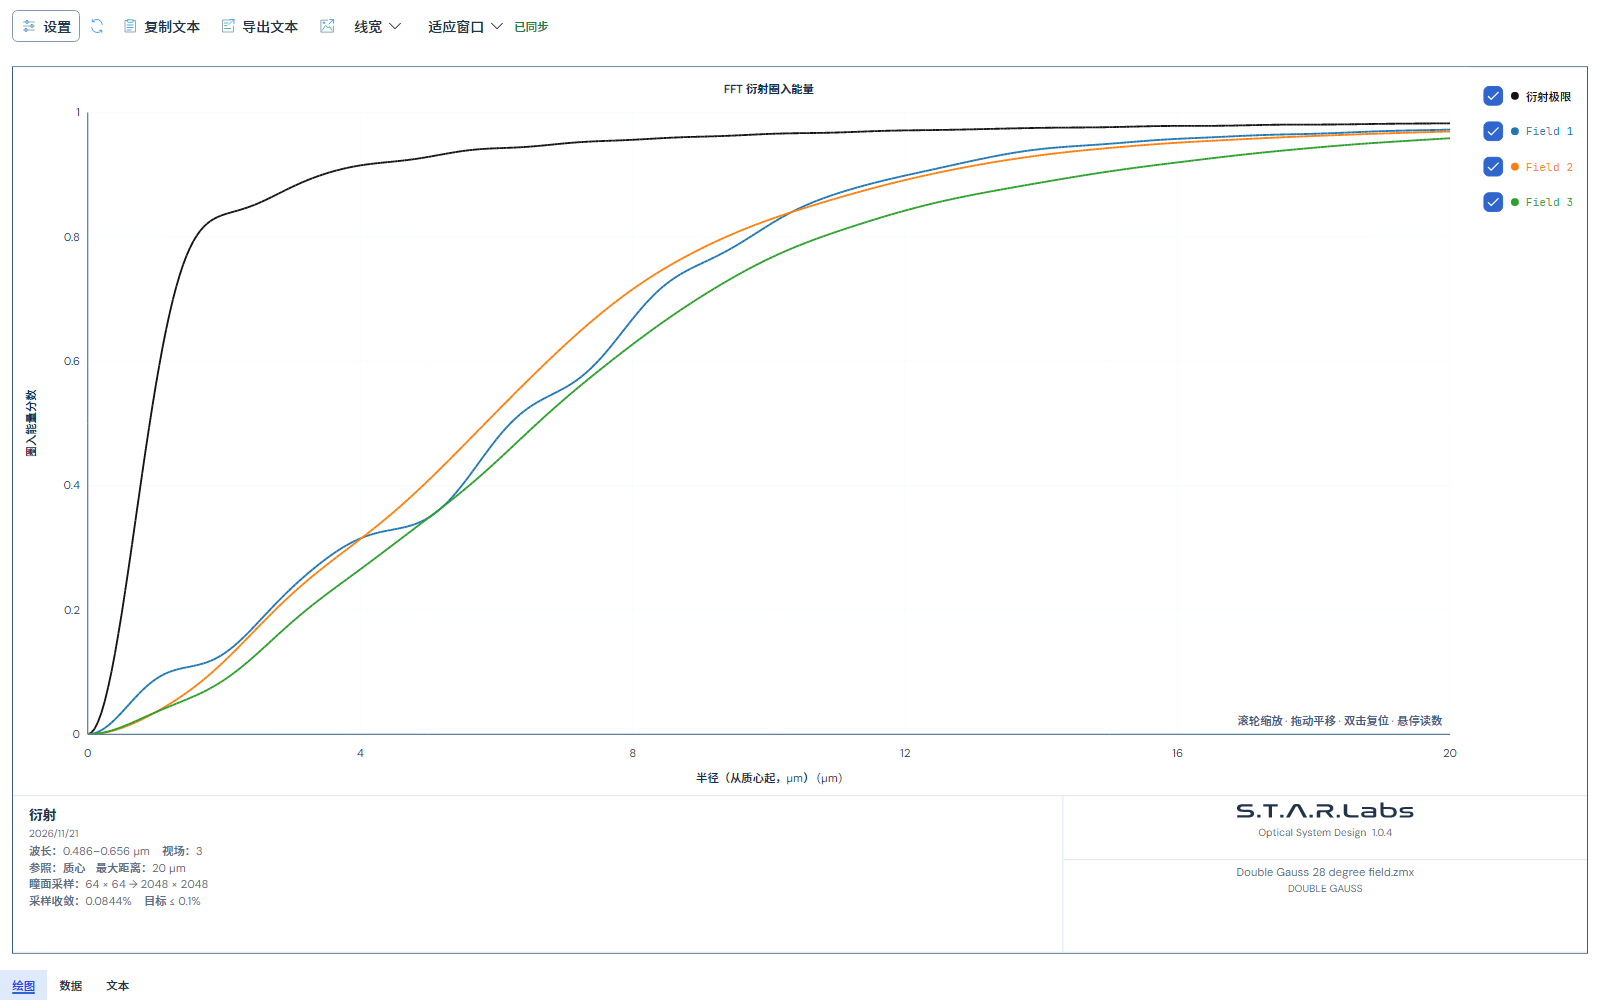 设置 复制文本 导出文本 线宽 适应窗口 已同步
FFT 衍射圈入能量
衍射极限
Field 1
Field 2
Field 3
圈入能量分数
1
0.8
0.6
0.4
0.2
0
0 4 8 12 16 20
滚轮缩放 · 拖动平移 · 双击复位 · 悬停读数
半径（从质心起，μm）（μm）
衍射
2026/11/21
波长：0.486–0.656 μm 视场：3
参照：质心 最大距离：20 μm
瞳面采样：64 × 64 → 2048 × 2048
采样收敛：0.0844% 目标 ≤ 0.1%
S.T.A.R.Labs
Optical System Design 1.0.4
Double Gauss 28 degree field.zmx
DOUBLE GAUSS
绘图 数据 文本